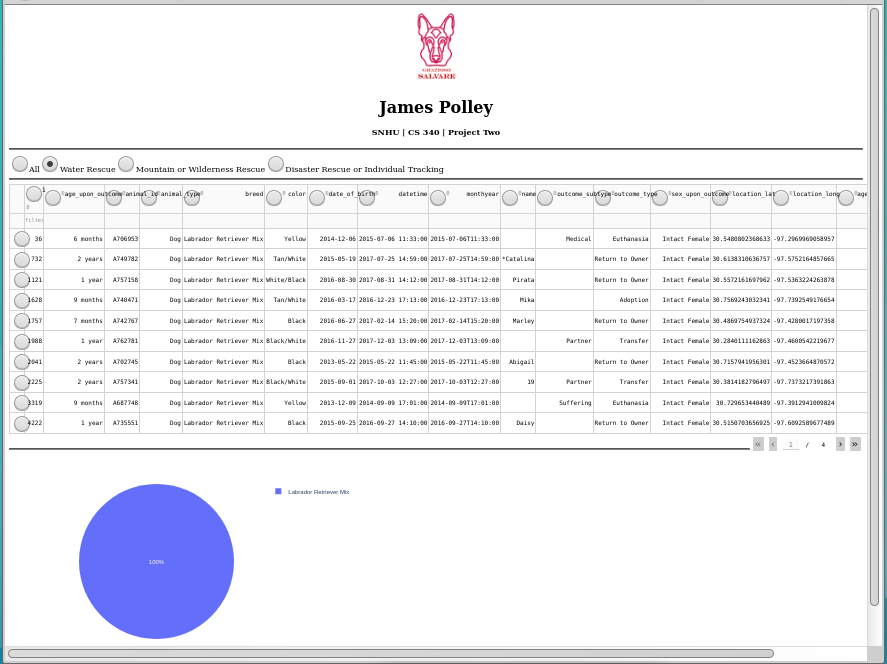 GRAZIOSO
SALVARE
James Polley
SNHU | CS 340 | Project Two
All Water Rescue Mountain or Wilderness Rescue Disaster Rescue or Individual Tracking
1 age_upon_outcome animal_id animal_type breed color date_of_birth datetime monthyear name outcome_subtype outcome_type sex_upon_outcome location_lat location_long age
filter
36 6 months A706953 Dog Labrador Retriever Mix Yellow 2014-12-06 2015-07-06 11:33:00 2015-07-06T11:33:00 Medical Euthanasia Intact Female 30.5480802368633 -97.2969969058957
732 2 years A749782 Dog Labrador Retriever Mix Tan/White 2015-05-19 2017-07-25 14:59:00 2017-07-25T14:59:00 *Catalina Return to Owner Intact Female 30.6138310636757 -97.5752164857665
1121 1 year A757158 Dog Labrador Retriever Mix White/Black 2016-08-30 2017-08-31 14:12:00 2017-08-31T14:12:00 Pirata Return to Owner Intact Female 30.5572161697962 -97.5363224263878
1628 9 months A740471 Dog Labrador Retriever Mix Tan/White 2016-03-17 2016-12-23 17:13:00 2016-12-23T17:13:00 Mika Adoption Intact Female 30.7569243032341 -97.7392549176654
1757 7 months A742767 Dog Labrador Retriever Mix Black 2016-06-27 2017-02-14 15:20:00 2017-02-14T15:20:00 Marley Return to Owner Intact Female 30.4869754937324 -97.4280017197358
1988 1 year A762781 Dog Labrador Retriever Mix Black/White 2016-11-27 2017-12-03 13:09:00 2017-12-03T13:09:00 Partner Transfer Intact Female 30.2840111162863 -97.4600542219677
2041 2 years A702745 Dog Labrador Retriever Mix Black 2013-05-22 2015-05-22 11:45:00 2015-05-22T11:45:00 Abigail Return to Owner Intact Female 30.7157941956301 -97.4523664870572
2225 2 years A757341 Dog Labrador Retriever Mix Black/White 2015-09-01 2017-10-03 12:27:00 2017-10-03T12:27:00 19 Partner Transfer Intact Female 30.3814182796497 -97.7373217391863
3319 9 months A687748 Dog Labrador Retriever Mix Yellow 2013-12-09 2014-09-09 17:01:00 2014-09-09T17:01:00 Suffering Euthanasia Intact Female 30.729653440489 -97.3912941009824
4222 1 year A735551 Dog Labrador Retriever Mix Black 2015-09-25 2016-09-27 14:10:00 2016-09-27T14:10:00 Daisy Return to Owner Intact Female 30.5150703656925 -97.6092589677489
« ‹ 1 / 4 › »
Labrador Retriever Mix
100%